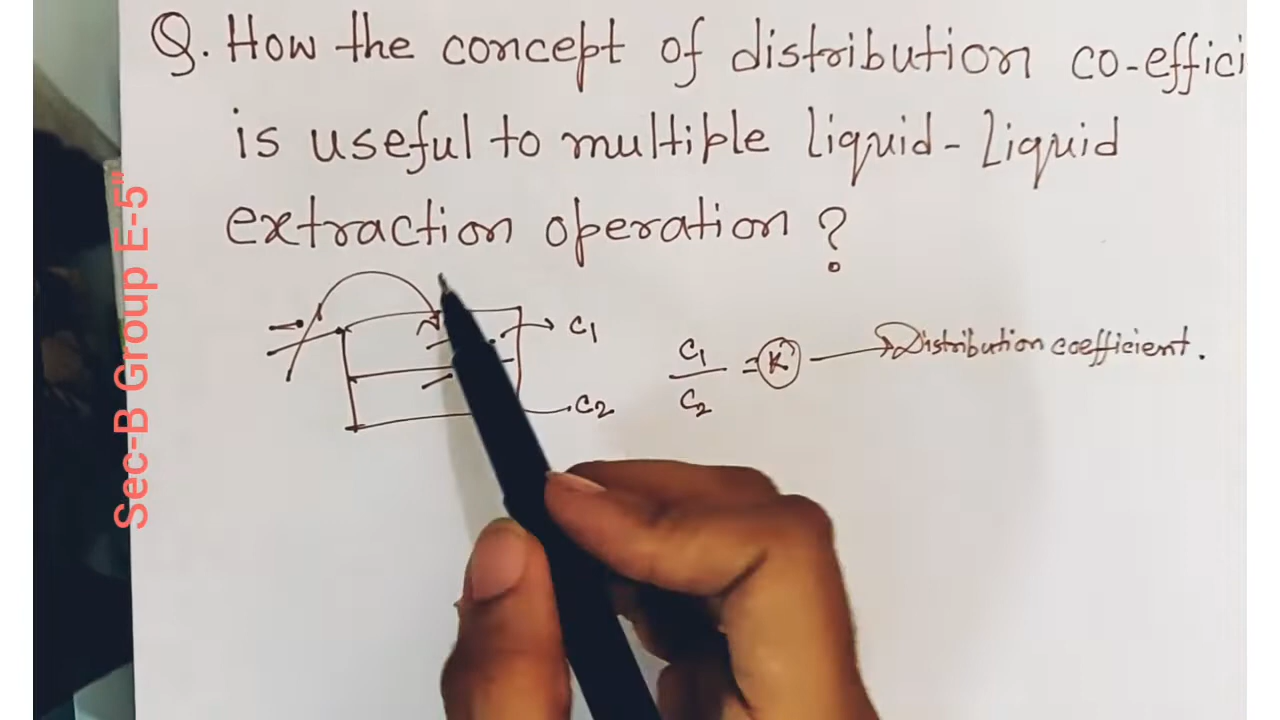 Q. How the concept of distribution co-effici
is useful to multiple liquid-liquid
extraction operation ?
C1
C2
C1
C2
= K
Distribution coefficient.
Sec-B Group E-5"